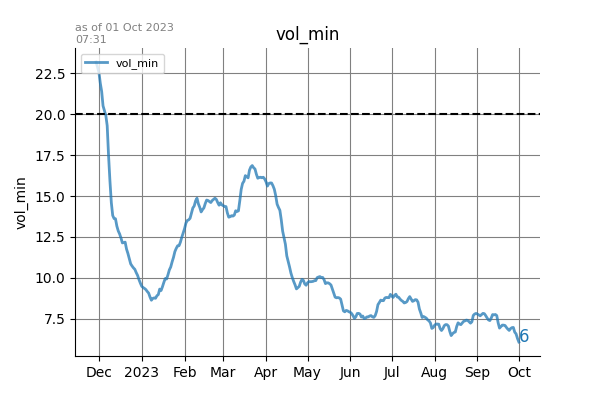 as of 01 Oct 2023
07:31
vol_min
vol_min
22.5
20.0
17.5
15.0
12.5
10.0
7.5
vol_min
6
Dec 2023 Feb Mar Apr May Jun Jul Aug Sep Oct